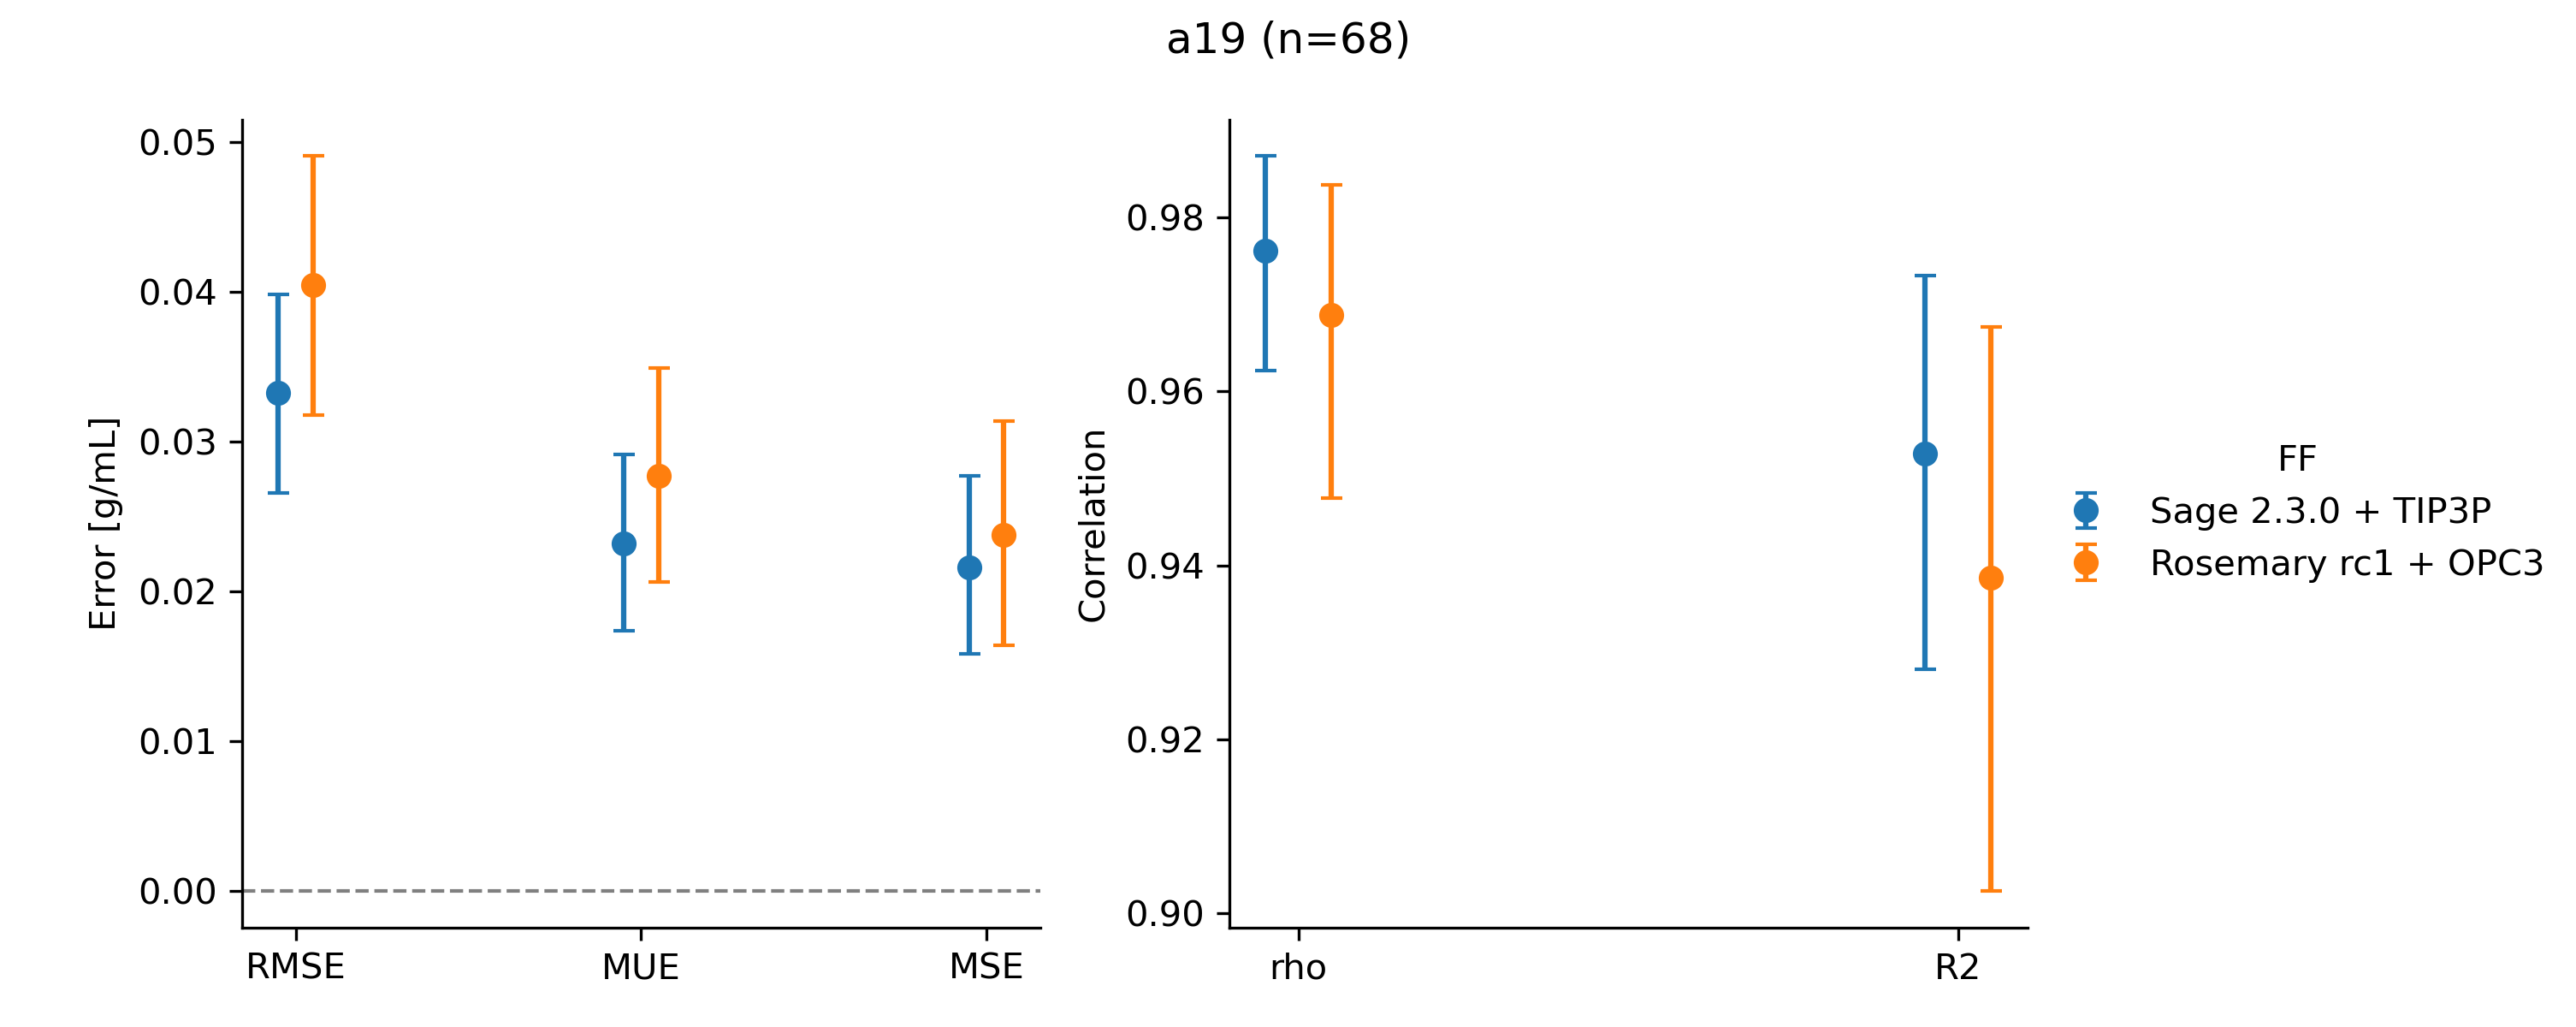 a19 (n=68)
Error [g/mL]
0.05
0.04
0.03
0.02
0.01
0.00
RMSE
MUE
MSE
Correlation
0.98
0.96
0.94
0.92
0.90
rho
R2
FF
Sage 2.3.0 + TIP3P
Rosemary rc1 + OPC3